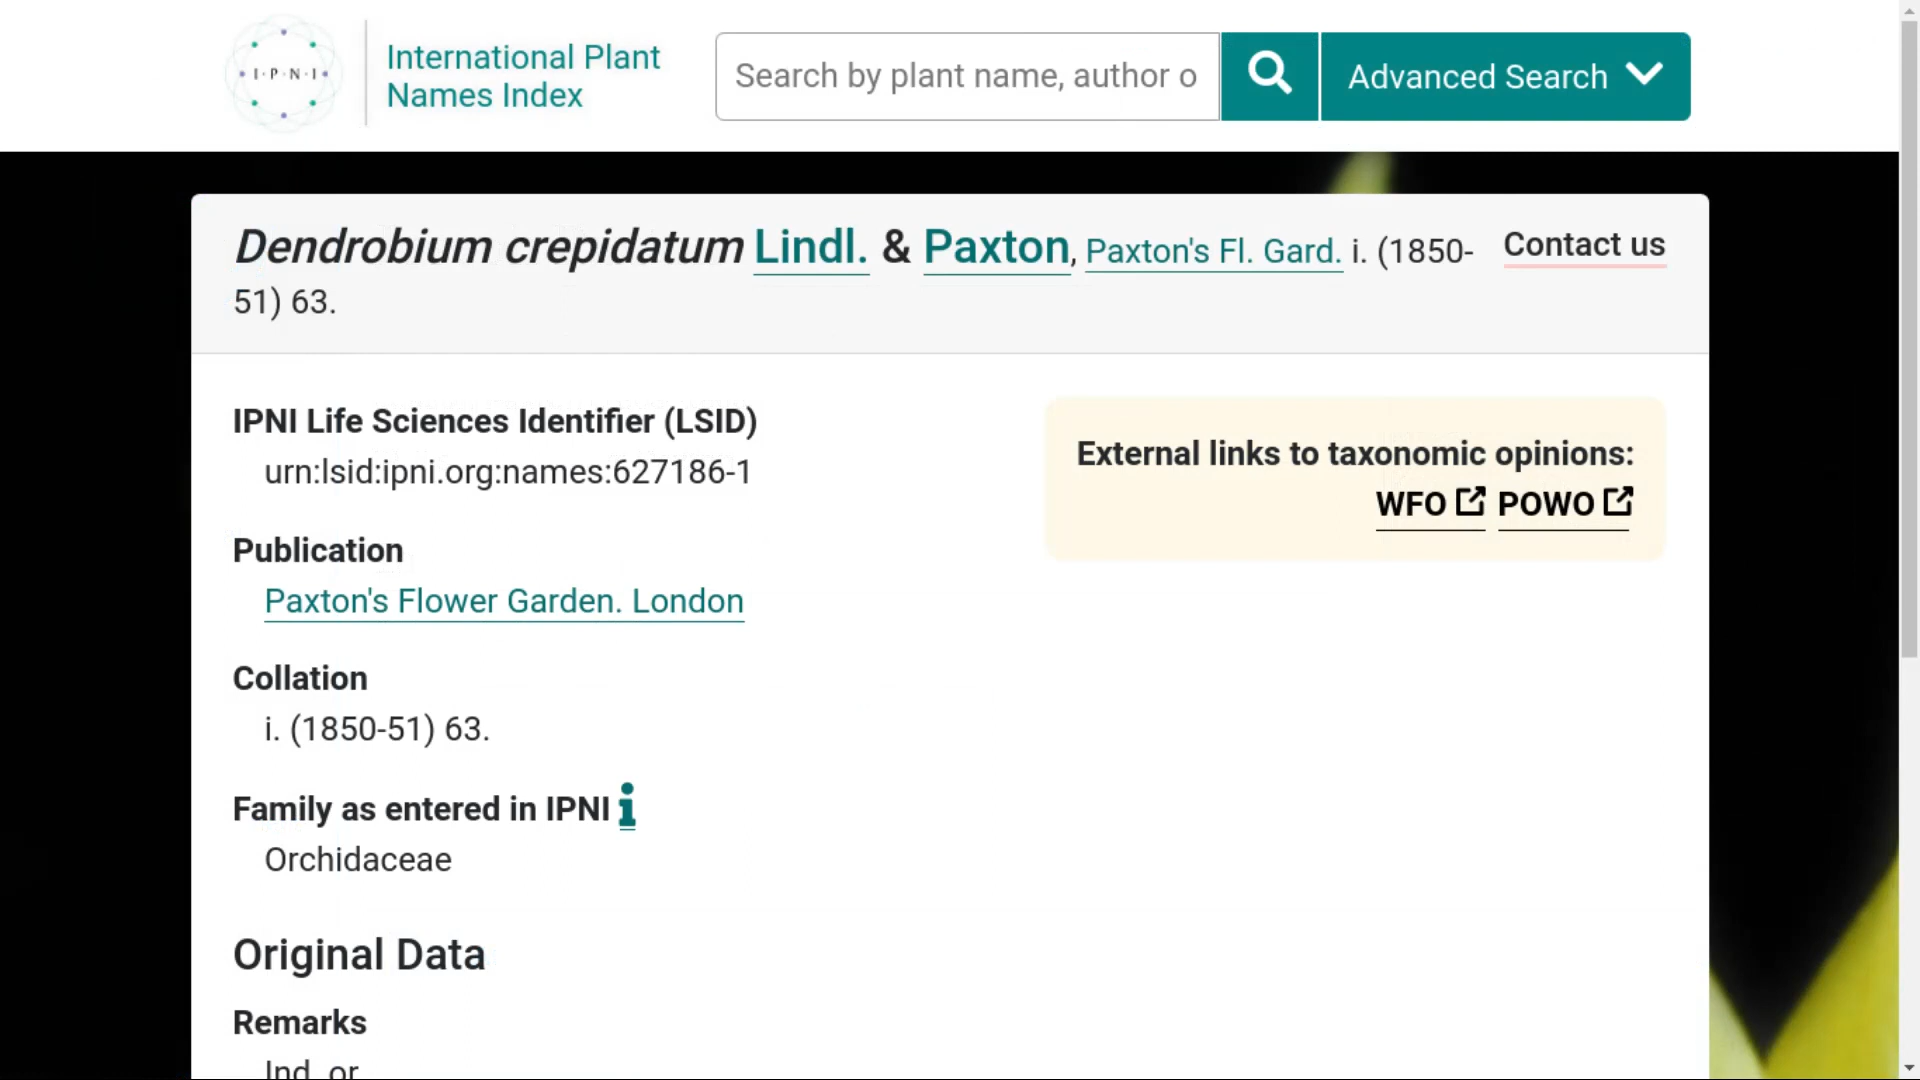 I·P·N·I
International Plant
Names Index
Search by plant name, author o
Advanced Search
Dendrobium crepidatum Lindl. & Paxton, Paxton's Fl. Gard. i. (1850-
51) 63.
Contact us
IPNI Life Sciences Identifier (LSID)
urn:lsid:ipni.org:names:627186-1
External links to taxonomic opinions:
WFO POWO
Publication
Paxton's Flower Garden. London
Collation
i. (1850-51) 63.
Family as entered in IPNI
Orchidaceae
Original Data
Remarks
Ind. or